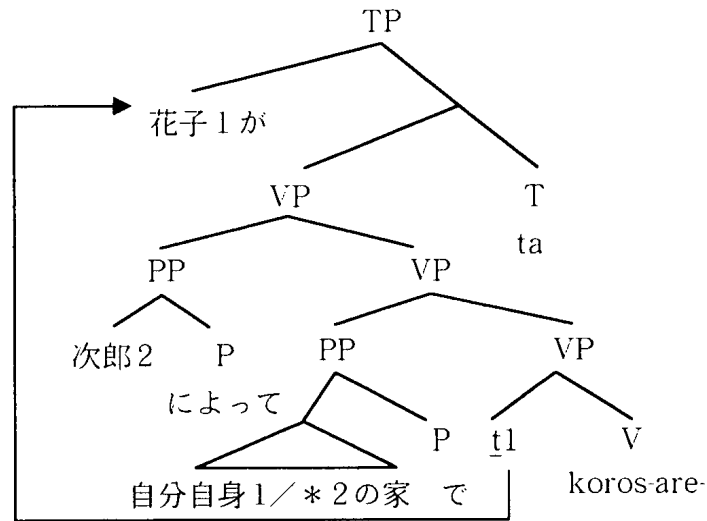 TP
花子1が
VP T
ta
PP VP
次郎2 P PP VP
によって
P t1 V
自分自身1/*2の家 で koros-are-